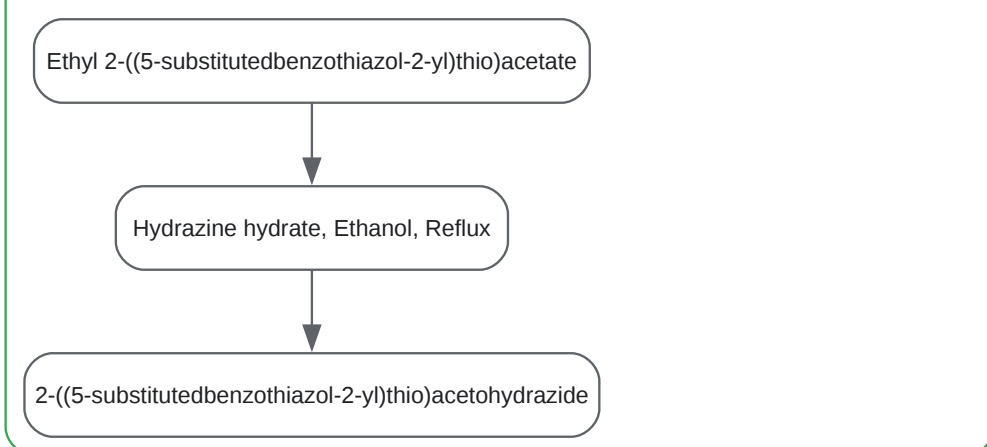 Ethyl 2-((5-substitutedbenzothiazol-2-yl)thio)acetate
Hydrazine hydrate, Ethanol, Reflux
2-((5-substitutedbenzothiazol-2-yl)thio)acetohydrazide